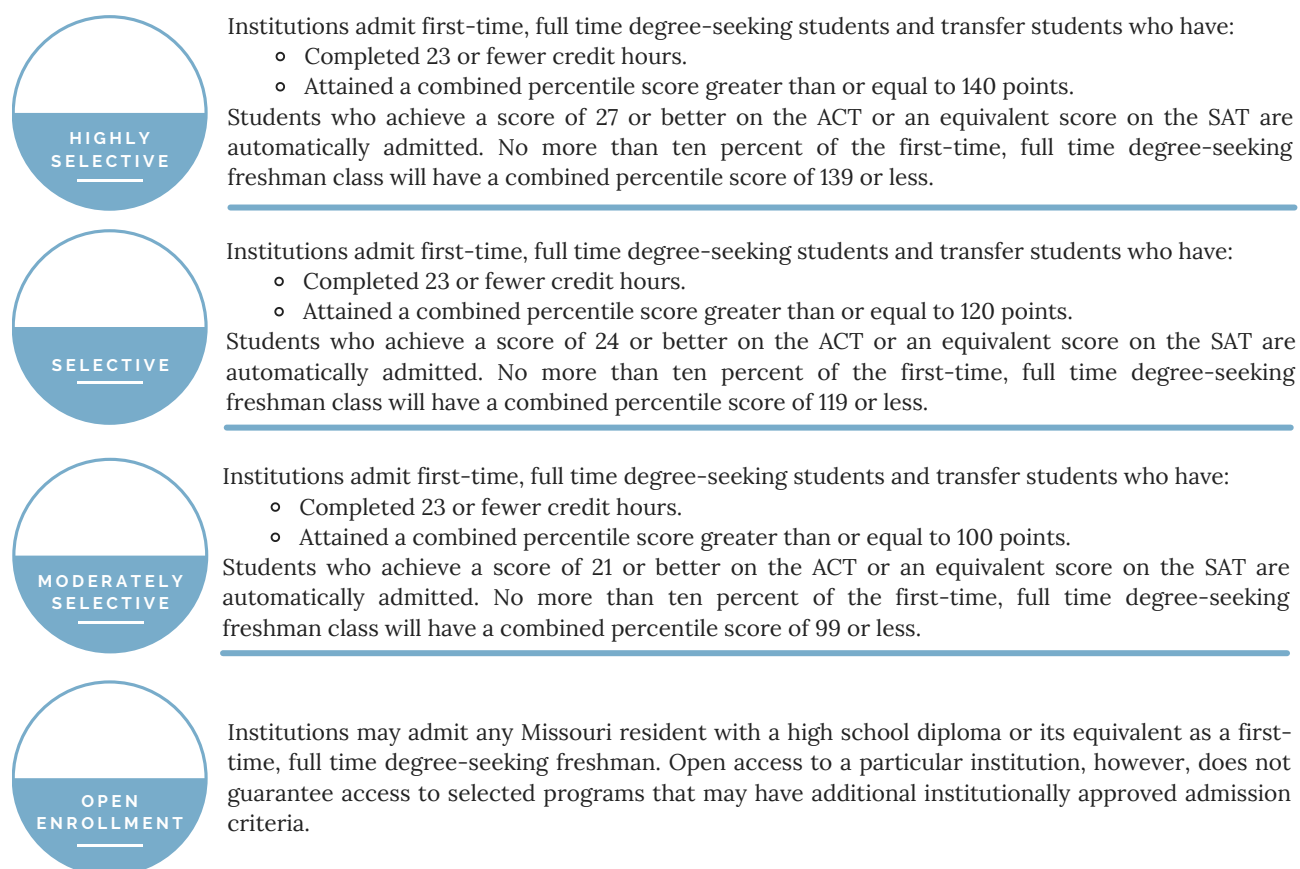 HIGHLY
SELECTIVE
Institutions admit first-time, full time degree-seeking students and transfer students who have:
Completed 23 or fewer credit hours.
Attained a combined percentile score greater than or equal to 140 points.
Students who achieve a score of 27 or better on the ACT or an equivalent score on the SAT are
automatically admitted. No more than ten percent of the first-time, full time degree-seeking
freshman class will have a combined percentile score of 139 or less.
SELECTIVE
Institutions admit first-time, full time degree-seeking students and transfer students who have:
Completed 23 or fewer credit hours.
Attained a combined percentile score greater than or equal to 120 points.
Students who achieve a score of 24 or better on the ACT or an equivalent score on the SAT are
automatically admitted. No more than ten percent of the first-time, full time degree-seeking
freshman class will have a combined percentile score of 119 or less.
MODERATELY
SELECTIVE
Institutions admit first-time, full time degree-seeking students and transfer students who have:
Completed 23 or fewer credit hours.
Attained a combined percentile score greater than or equal to 100 points.
Students who achieve a score of 21 or better on the ACT or an equivalent score on the SAT are
automatically admitted. No more than ten percent of the first-time, full time degree-seeking
freshman class will have a combined percentile score of 99 or less.
OPEN
ENROLLMENT
Institutions may admit any Missouri resident with a high school diploma or its equivalent as a first-
time, full time degree-seeking freshman. Open access to a particular institution, however, does not
guarantee access to selected programs that may have additional institutionally approved admission
criteria.